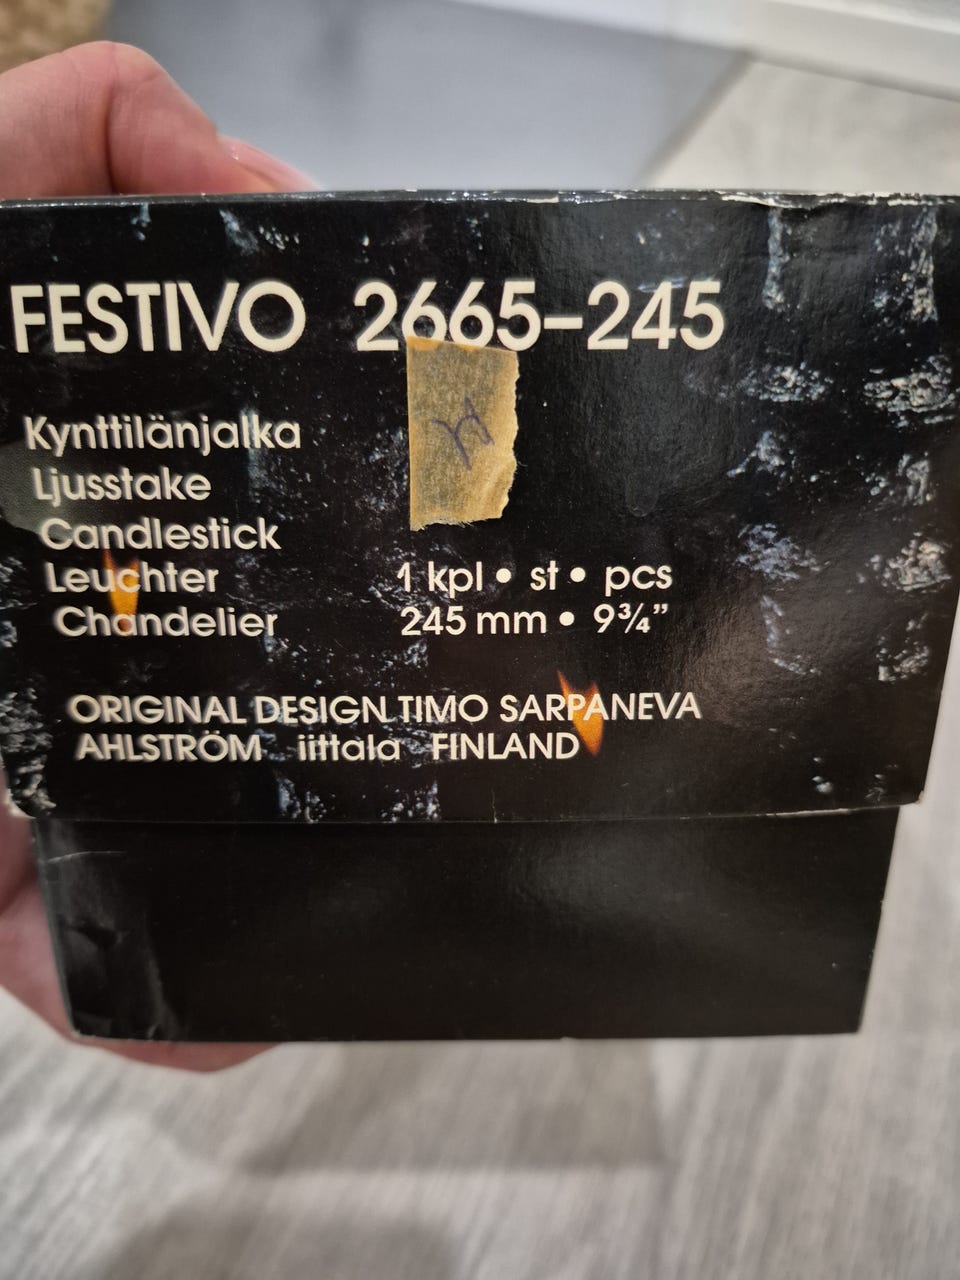 FESTIVO 2665-245
Kynttilänjalka
Ljusstake
Candlestick
Leuchter 1 kpl • st • pcs
Chandelier 245 mm • 9¾”
ORIGINAL DESIGN TIMO SARPANEVA
AHLSTRÖM iittala FINLAND